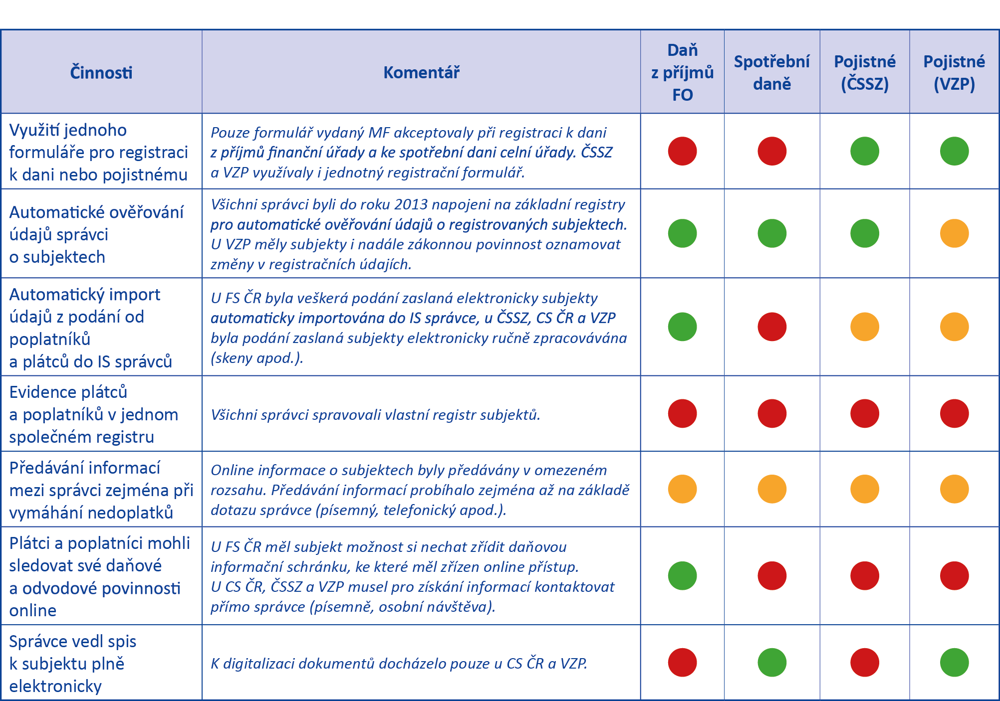 Činnosti
Komentář
Daň
z příjmů
FO
Spotřební
daně
Pojistné
(ČSSZ)
Pojistné
(VZP)
Využití jednoho
formuláře pro registraci
k dani nebo pojistnému
Pouze formulář vydaný MF akceptovaly při registraci k dani
z příjmů finanční úřady a ke spotřební dani celní úřady. ČSSZ
a VZP využívaly i jednotný registrační formulář.
Automatické ověřování
údajů správci
o subjektech
Všichni správci byli do roku 2013 napojeni na základní registry
pro automatické ověřování údajů o registrovaných subjektech.
U VZP měly subjekty i nadále zákonnou povinnost oznamovat
změny v registračních údajích.
Automatický import
údajů z podání od
poplatníků
a plátců do IS správců
U FS ČR byla veškerá podání zaslaná elektronicky subjekty
automaticky importována do IS správce, u ČSSZ, CS ČR a VZP
byla podání zaslaná subjekty elektronicky ručně zpracovávána
(skeny apod.).
Evidence plátců
a poplatníků v jednom
společném registru
Všichni správci spravovali vlastní registr subjektů.
Předávání informací
mezi správci zejména při
vymáhání nedoplatků
Online informace o subjektech byly předávány v omezeném
rozsahu. Předávání informací probíhalo zejména až na základě
dotazu správce (písemný, telefonický apod.).
Plátci a poplatníci mohli
sledovat své daňové
a odvodové povinnosti
online
U FS ČR měl subjekt možnost si nechat zřídit daňovou
informační schránku, ke které měl zřízen online přístup.
U CS ČR, ČSSZ a VZP musel pro získání informací kontaktovat
přímo správce (písemně, osobní návštěva).
Správce vedl spis
k subjektu plně
elektronicky
K digitalizaci dokumentů docházelo pouze u CS ČR a VZP.